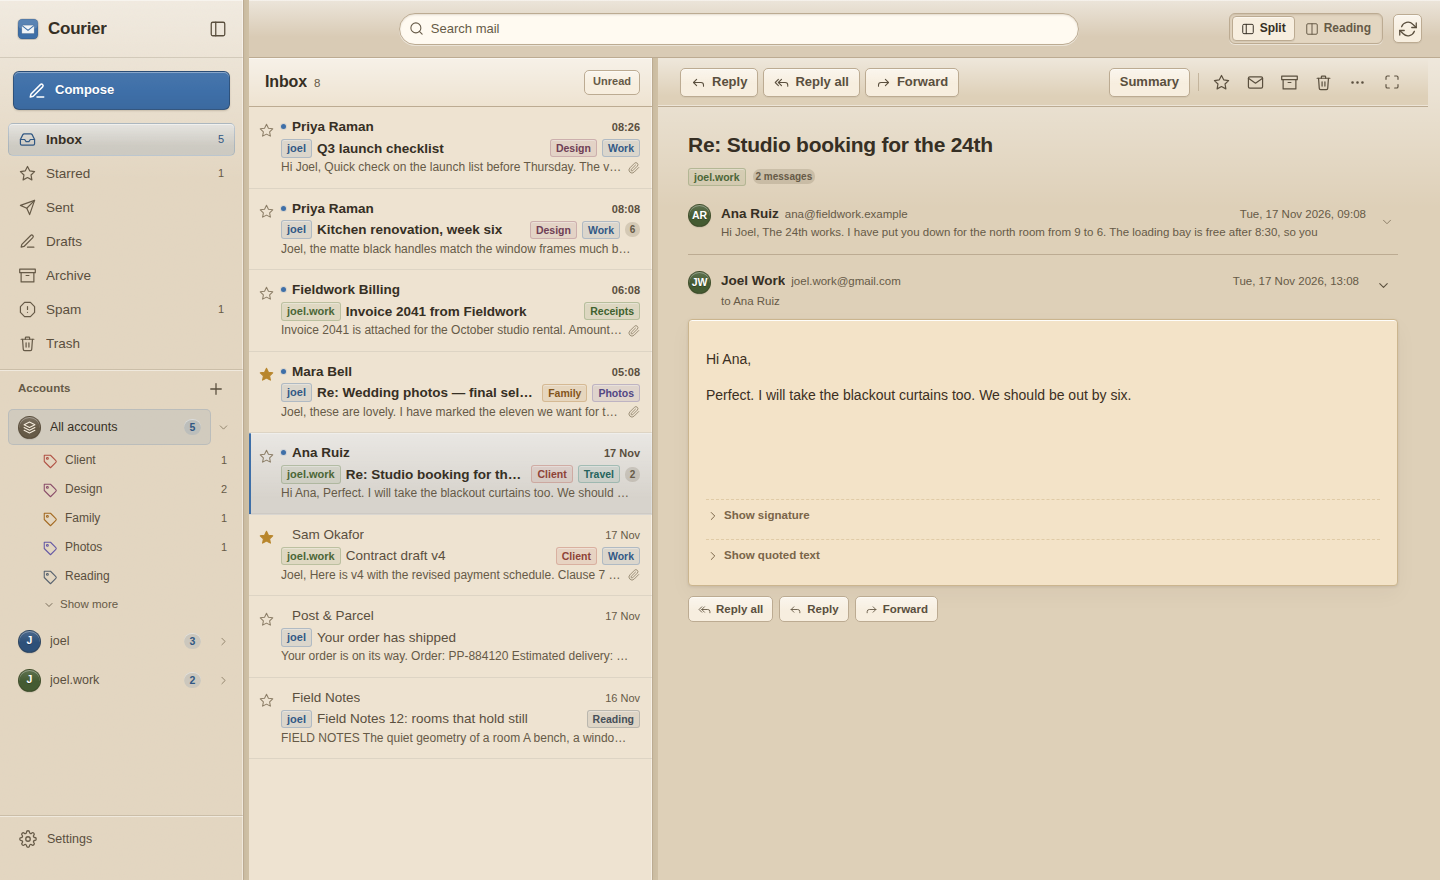 Courier
Search mail
Split
Reading
Compose
Inbox 5
Starred 1
Sent
Drafts
Archive
Spam 1
Trash
Accounts
All accounts 5
Client 1
Design 2
Family 1
Photos 1
Reading
Show more
J joel 3
J joel.work 2
Settings
Inbox 8
Unread
Priya Raman 08:26
joel Q3 launch checklist Design Work
Hi Joel, Quick check on the launch list before Thursday. The v…
Priya Raman 08:08
joel Kitchen renovation, week six Design Work 6
Joel, the matte black handles match the window frames much b…
Fieldwork Billing 06:08
joel.work Invoice 2041 from Fieldwork Receipts
Invoice 2041 is attached for the October studio rental. Amount…
Mara Bell 05:08
joel Re: Wedding photos — final sel… Family Photos
Joel, these are lovely. I have marked the eleven we want for t…
Ana Ruiz 17 Nov
joel.work Re: Studio booking for th… Client Travel 2
Hi Ana, Perfect. I will take the blackout curtains too. We should …
Sam Okafor 17 Nov
joel.work Contract draft v4 Client Work
Joel, Here is v4 with the revised payment schedule. Clause 7 …
Post & Parcel 17 Nov
joel Your order has shipped
Your order is on its way. Order: PP-884120 Estimated delivery: …
Field Notes 16 Nov
joel Field Notes 12: rooms that hold still Reading
FIELD NOTES The quiet geometry of a room A bench, a windo…
Reply Reply all Forward Summary
Re: Studio booking for the 24th
joel.work 2 messages
AR Ana Ruiz ana@fieldwork.example Tue, 17 Nov 2026, 09:08
Hi Joel, The 24th works. I have put you down for the north room from 9 to 6. The loading bay is free after 8:30, so you
JW Joel Work joel.work@gmail.com Tue, 17 Nov 2026, 13:08
to Ana Ruiz
Hi Ana,
Perfect. I will take the blackout curtains too. We should be out by six.
Show signature
Show quoted text
Reply all Reply Forward